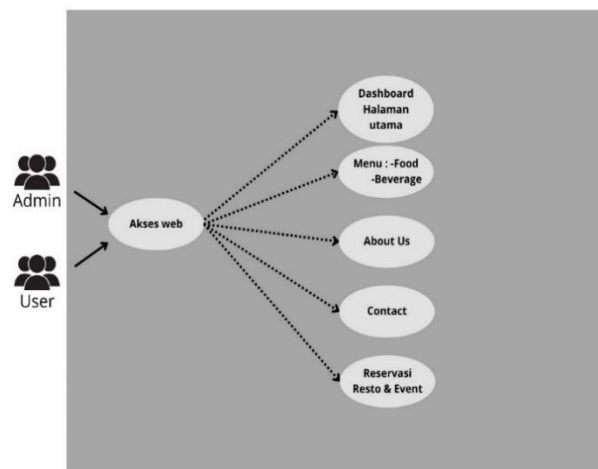 Dashboard
Halaman
utama
Menu : -Food
-Beverage
Admin
Akses web
About Us
User
Contact
Reservasi
Resto & Event